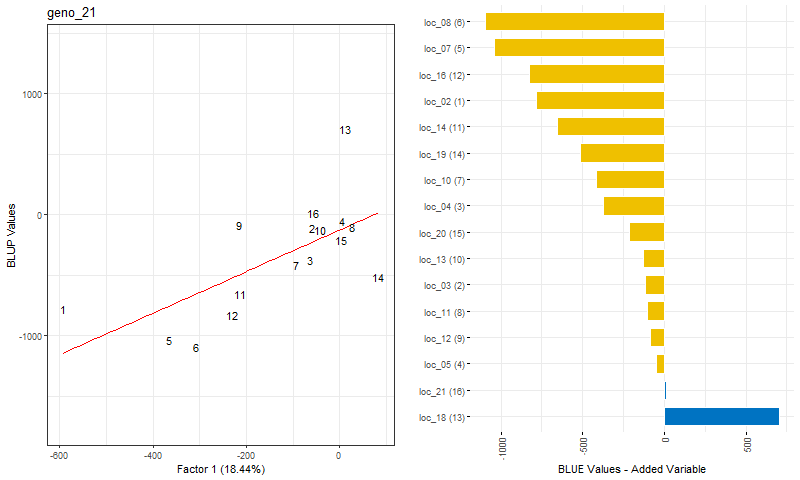 geno_21
BLUP Values
1000
0
-1000
13
16
4
9
2
10
8
15
3
7
14
11
1
12
5
6
-600
-400
-200
0
Factor 1 (18.44%)
loc_08 (6)
loc_07 (5)
loc_16 (12)
loc_02 (1)
loc_14 (11)
loc_19 (14)
loc_10 (7)
loc_04 (3)
loc_20 (15)
loc_13 (10)
loc_03 (2)
loc_11 (8)
loc_12 (9)
loc_05 (4)
loc_21 (16)
loc_18 (13)
-1000
-500
0
500
BLUE Values - Added Variable